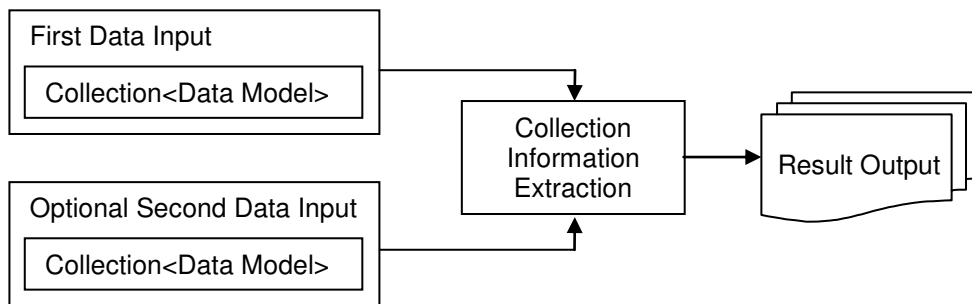 First Data Input
Collection<Data Model>
Optional Second Data Input
Collection<Data Model>
Collection
Information
Extraction
Result Output